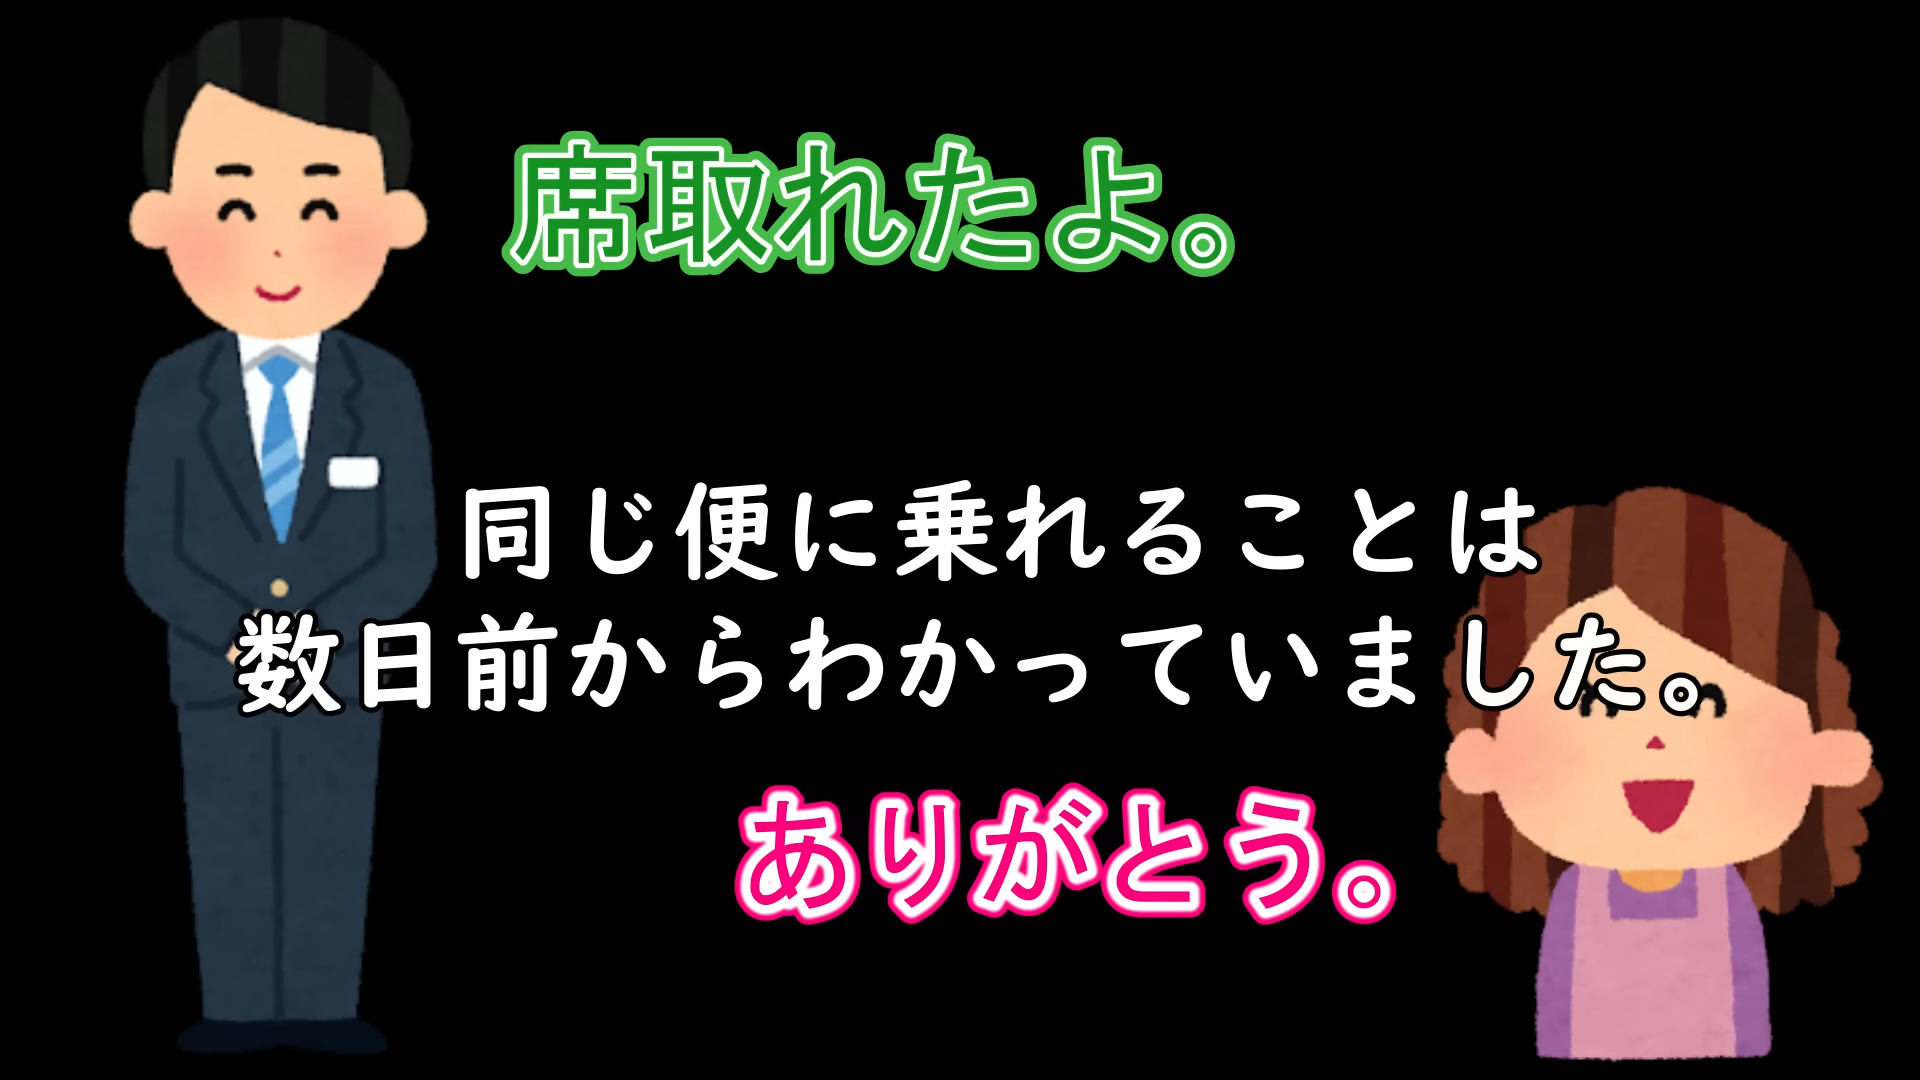 席取れたよ。
同じ便に乗れることは
数日前からわかっていました。
ありがとう。